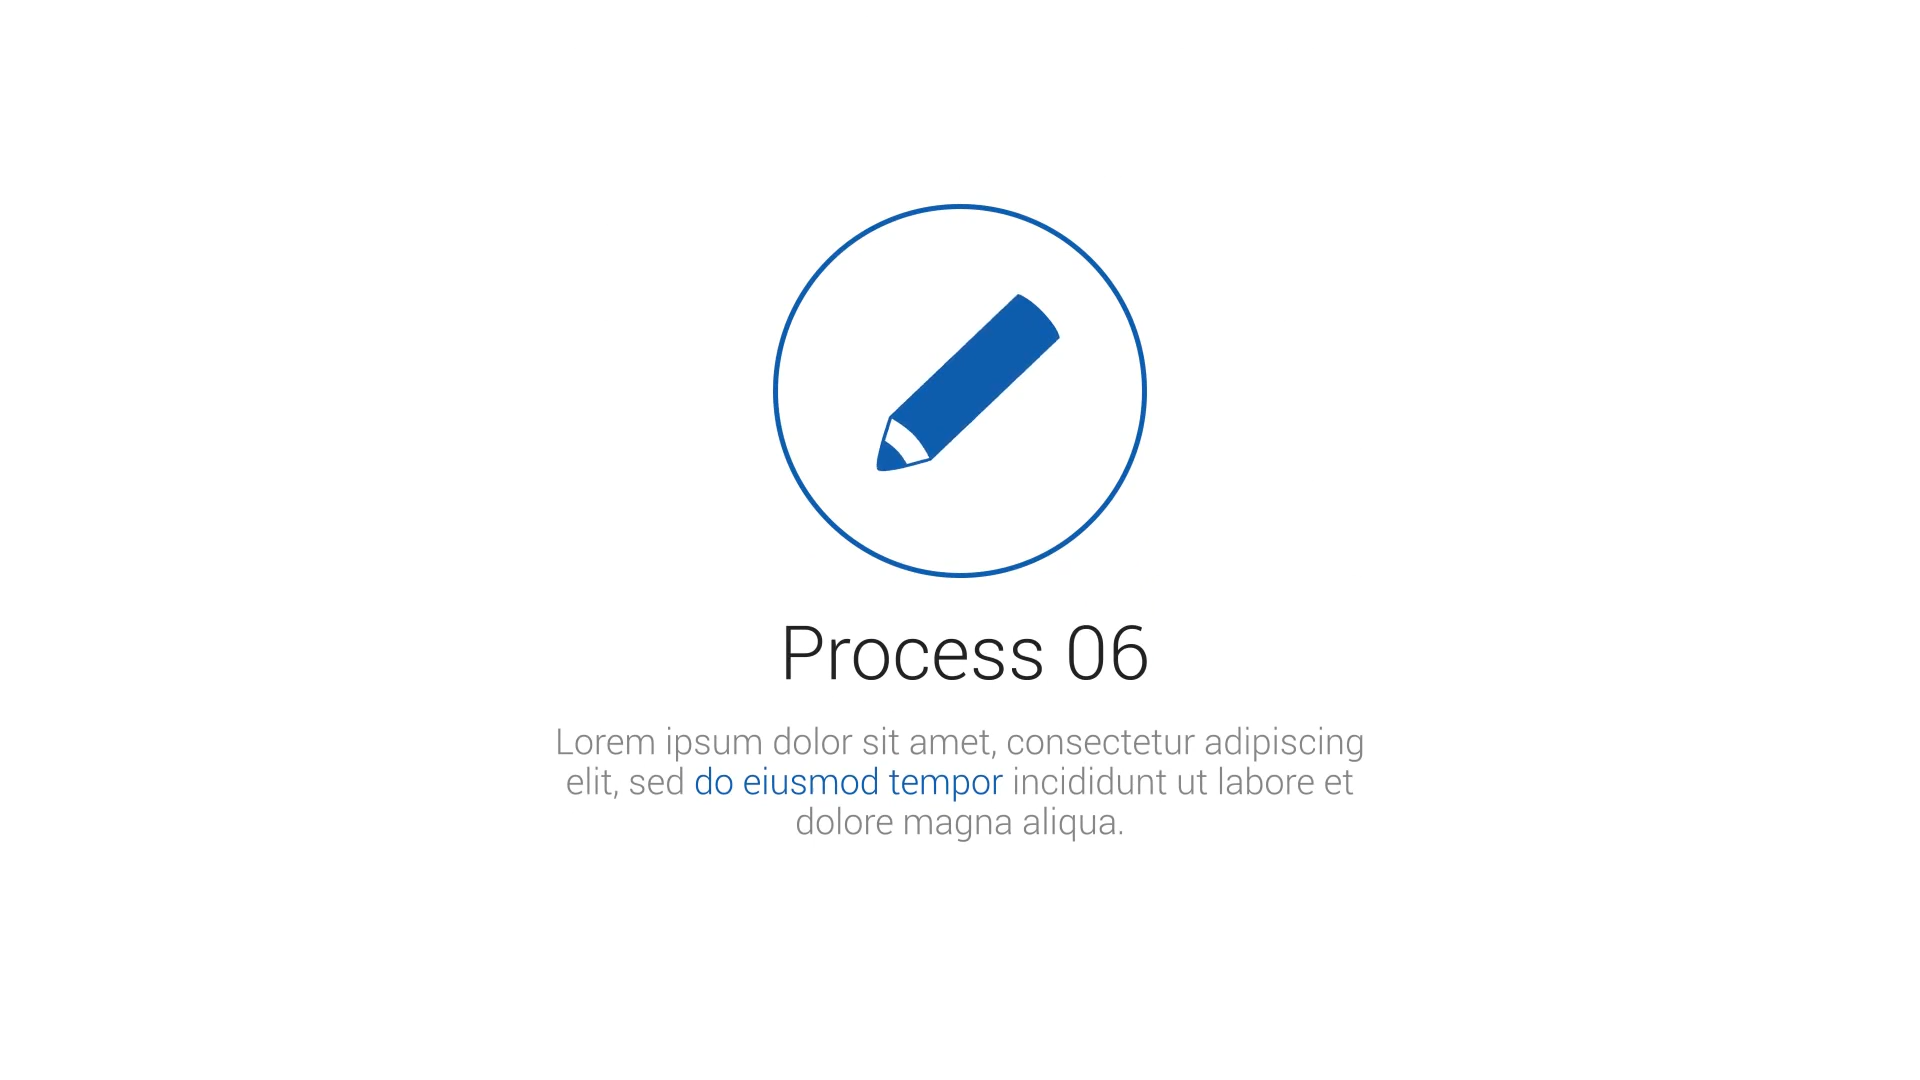 Process 06
Lorem ipsum dolor sit amet, consectetur adipiscing
elit, sed do eiusmod tempor incididunt ut labore et
dolore magna aliqua.